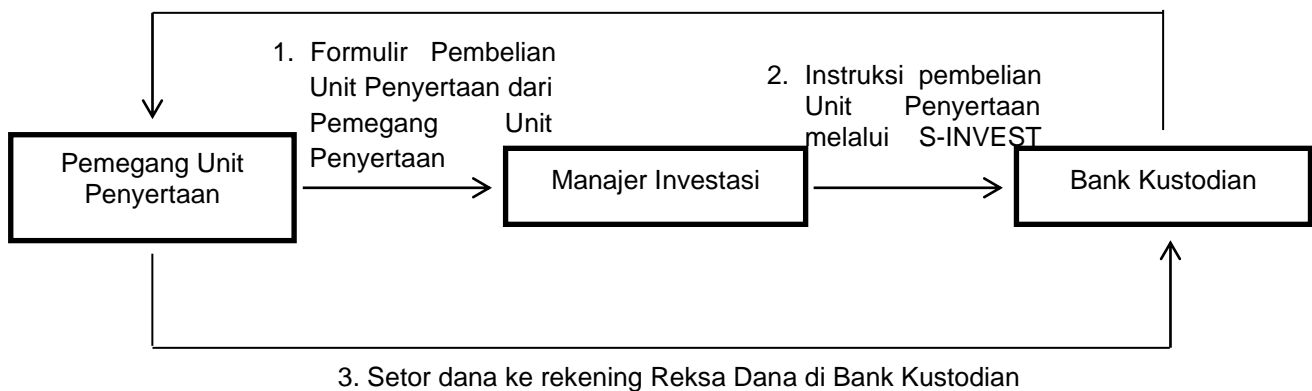 1. Formulir Pembelian
Unit Penyertaan dari
Pemegang Unit
Penyertaan
2. Instruksi pembelian
Unit Penyertaan
melalui S-INVEST
Pemegang Unit
Penyertaan
Manajer Investasi
Bank Kustodian
3. Setor dana ke rekening Reksa Dana di Bank Kustodian